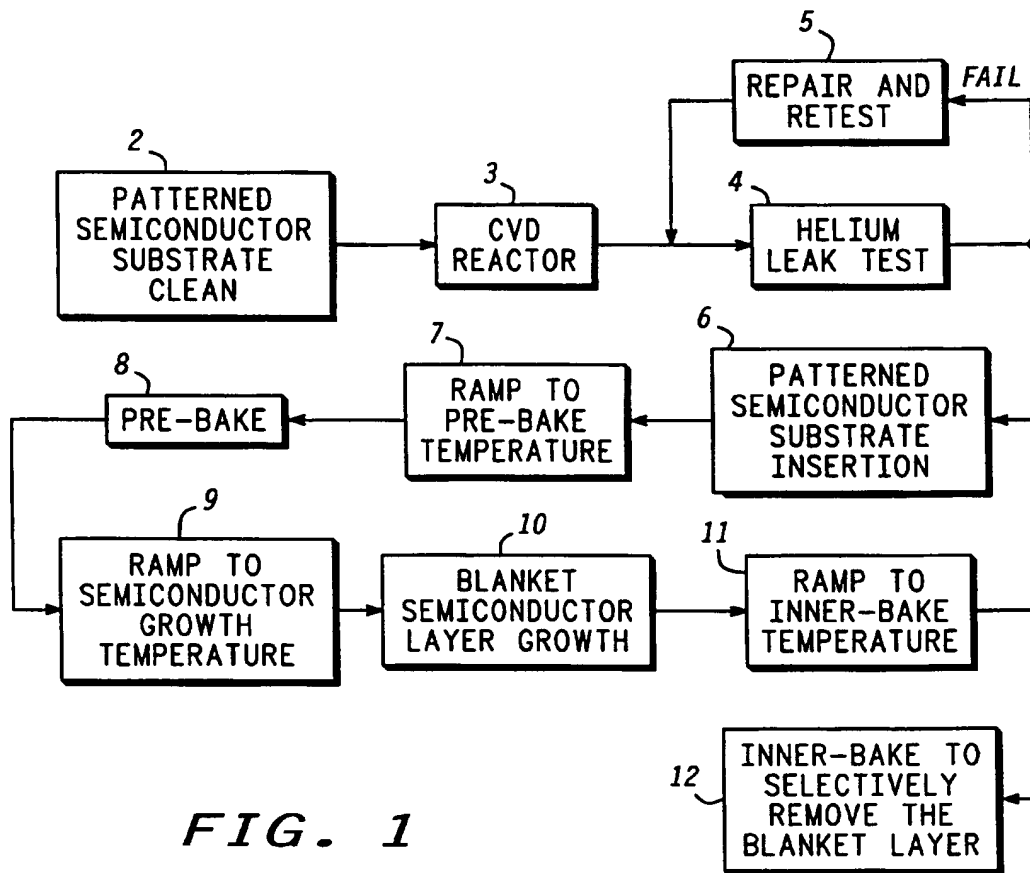 5
REPAIR AND
RETEST
FAIL
2
PATTERNED
SEMICONDUCTOR
SUBSTRATE
CLEAN
3
CVD
REACTOR
4
HELIUM
LEAK TEST
6
PATTERNED
SEMICONDUCTOR
SUBSTRATE
INSERTION
7
RAMP TO
PRE-BAKE
TEMPERATURE
8
PRE-BAKE
9
RAMP TO
SEMICONDUCTOR
GROWTH
TEMPERATURE
10
BLANKET
SEMICONDUCTOR
LAYER GROWTH
11
RAMP TO
INNER-BAKE
TEMPERATURE
12
INNER-BAKE TO
SELECTIVELY
REMOVE THE
BLANKET LAYER
FIG. 1